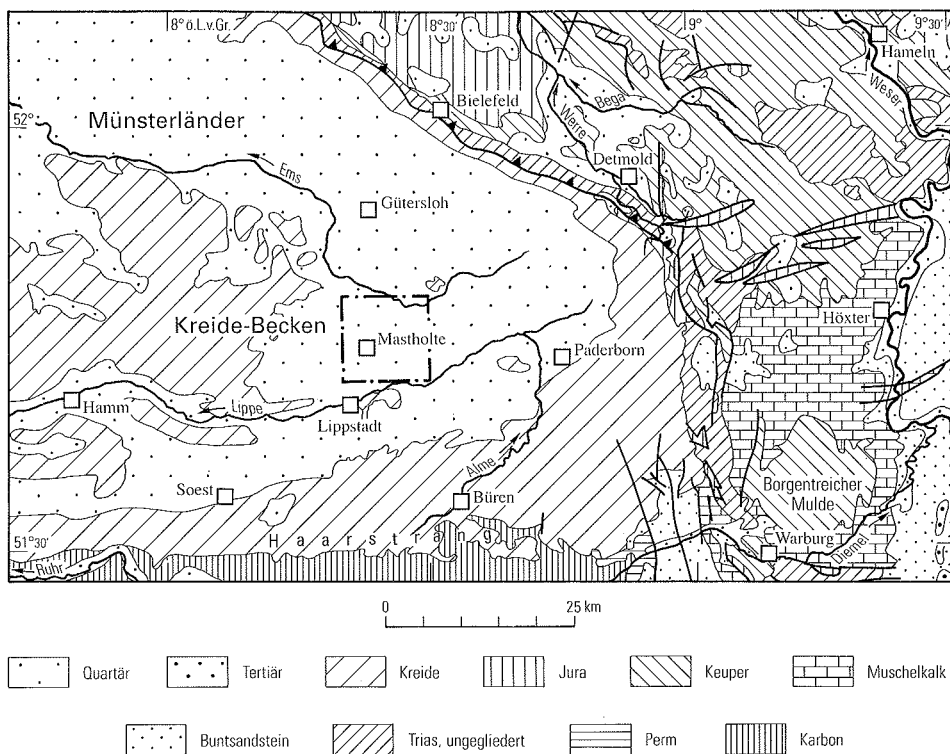 8° ö.L.v.Gr.
8°30'
9°
9°30'
Hameln
Weser
Bielefeld
Bega
Werre
52°
Münsterländer
Detmold
Ems
Gütersloh
Kreide-Becken
Höxter
Mastholte
Paderborn
Hamm
Lippe
Lippstadt
Alme
Soest
Büren
Borgentreicher
Mulde
51°30'
Haarstrang
Warburg
Diemel
Ruhr
0 25 km
Quartär Tertiär Kreide Jura Keuper Muschelkalk
Buntsandstein Trias, ungegliedert Perm Karbon